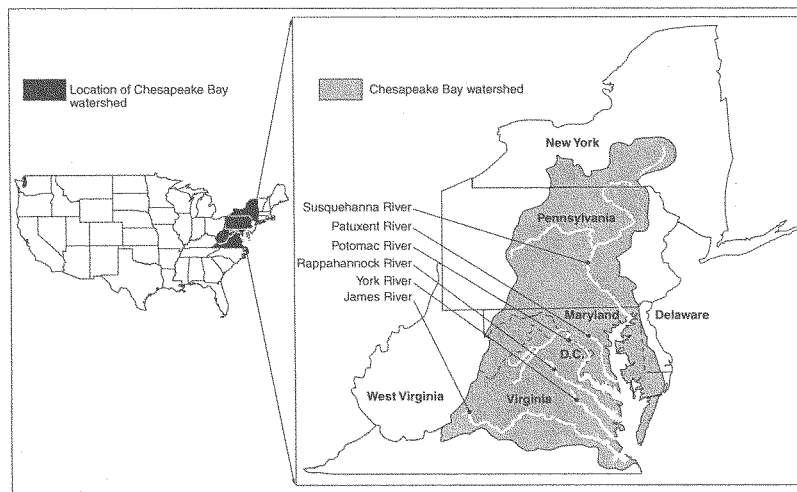 Location of Chesapeake Bay
watershed
Chesapeake Bay watershed
New York
Susquehanna River
Pennsylvania
Patuxent River
Potomac River
Rappahannock River
York River
James River
Maryland
Delaware
D.C.
West Virginia
Virginia